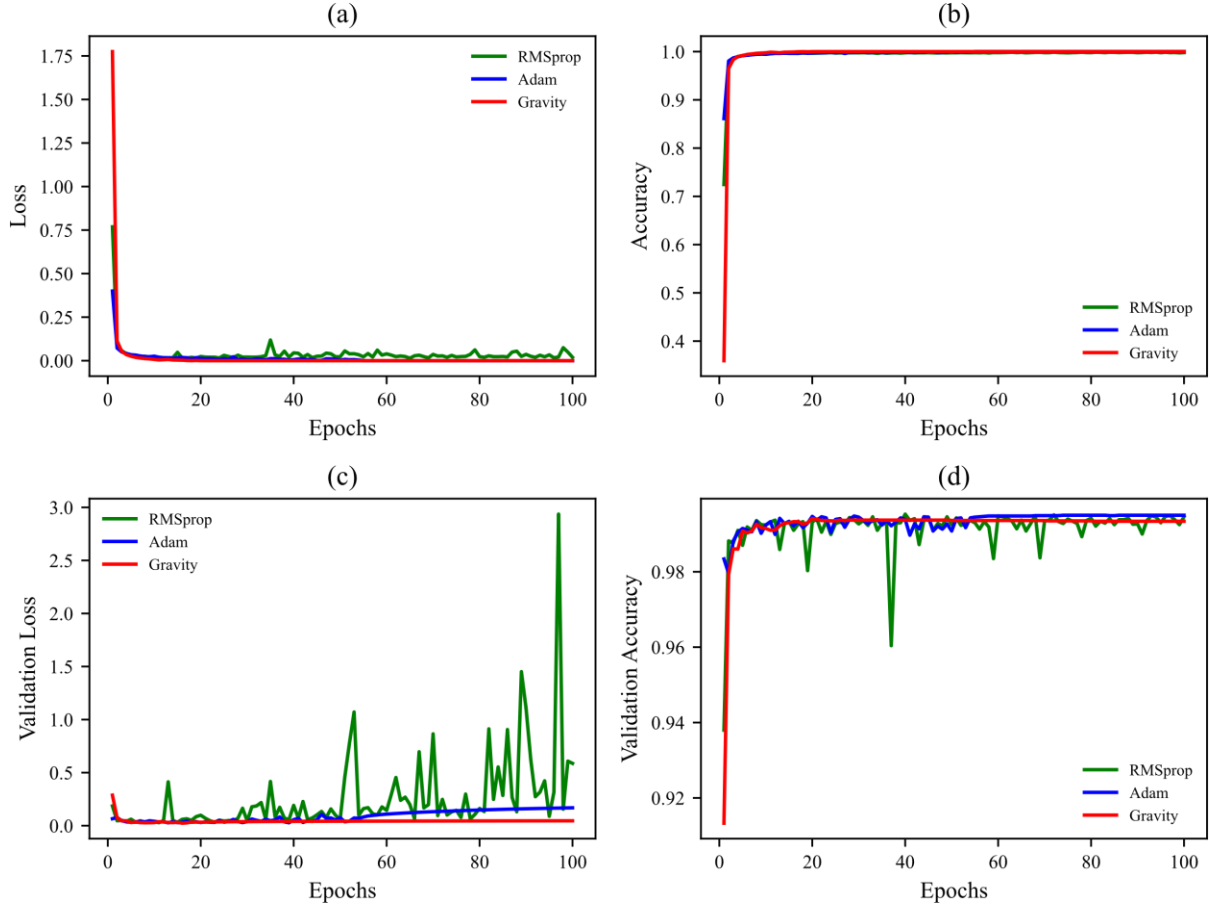 (a)
1.75
1.50
1.25
1.00
0.75
0.50
0.25
0.00
Loss
RMSprop
Adam
Gravity
0 20 40 60 80 100
Epochs
(b)
1.0
0.9
0.8
0.7
0.6
0.5
0.4
Accuracy
RMSprop
Adam
Gravity
0 20 40 60 80 100
Epochs
(c)
3.0
2.5
2.0
1.5
1.0
0.5
0.0
Validation Loss
RMSprop
Adam
Gravity
0 20 40 60 80 100
Epochs
(d)
0.98
0.96
0.94
0.92
Validation Accuracy
RMSprop
Adam
Gravity
0 20 40 60 80 100
Epochs